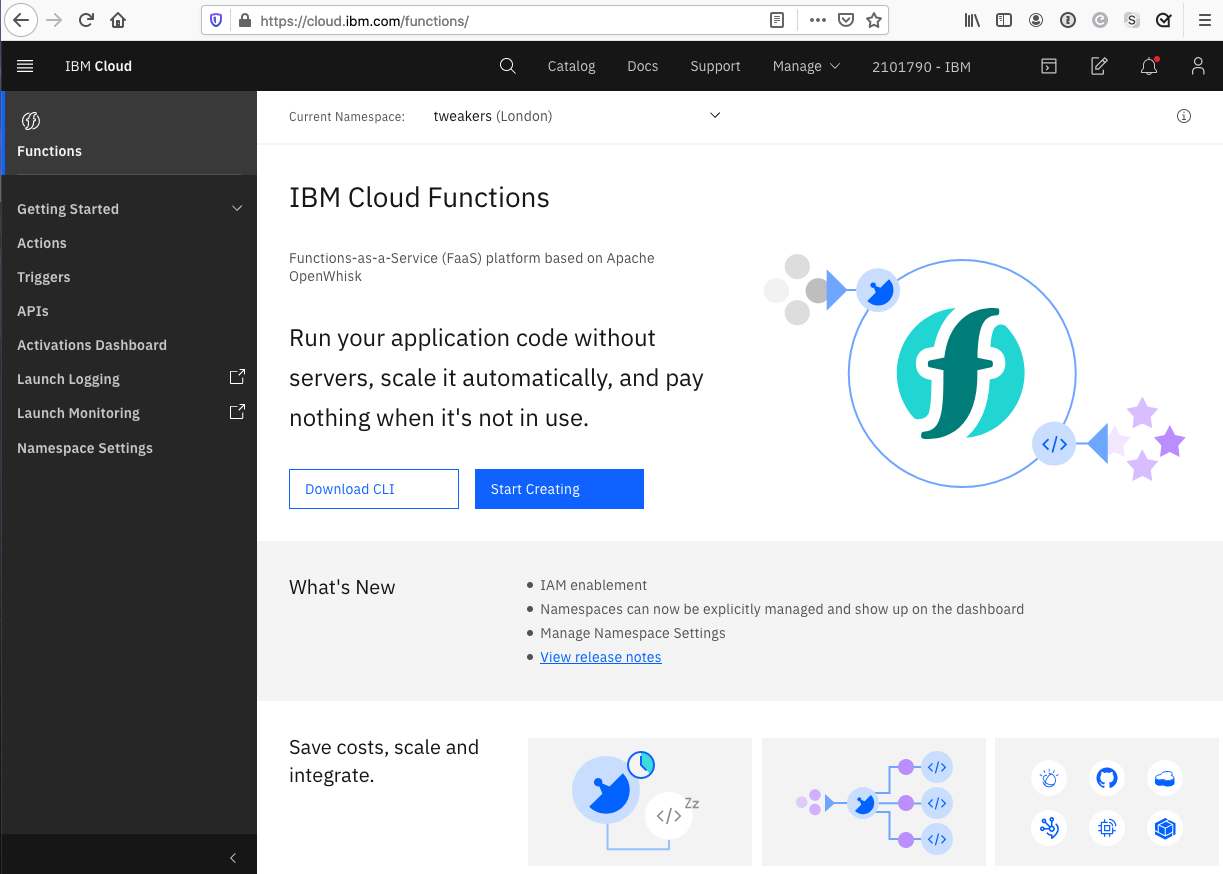 https://cloud.ibm.com/functions/
S
IBM Cloud
Catalog
Docs
Support
Manage
2101790 - IBM
Functions
Getting Started
Actions
Triggers
APIs
Activations Dashboard
Launch Logging
Launch Monitoring
Namespace Settings
Current Namespace: tweakers (London)
IBM Cloud Functions
Functions-as-a-Service (FaaS) platform based on Apache
OpenWhisk
Run your application code without
servers, scale it automatically, and pay
nothing when it's not in use.
Download CLI
Start Creating
f
</>
What's New
IAM enablement
Namespaces can now be explicitly managed and show up on the dashboard
Manage Namespace Settings
View release notes
Save costs, scale and
integrate.
Zz
</>
</>
</>
</>